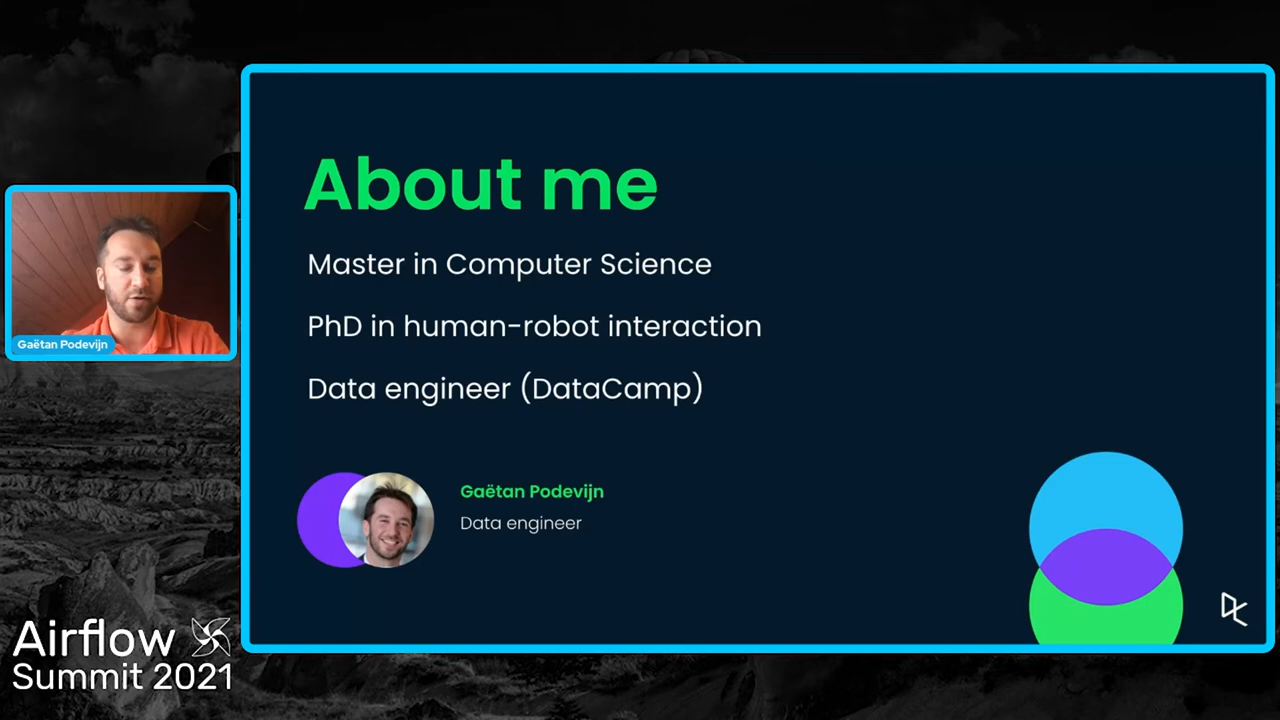 About me
Master in Computer Science
PhD in human-robot interaction
Data engineer (DataCamp)
Gaëtan Podevijn
Data engineer
Gaëtan Podevijn
Airflow
Summit 2021